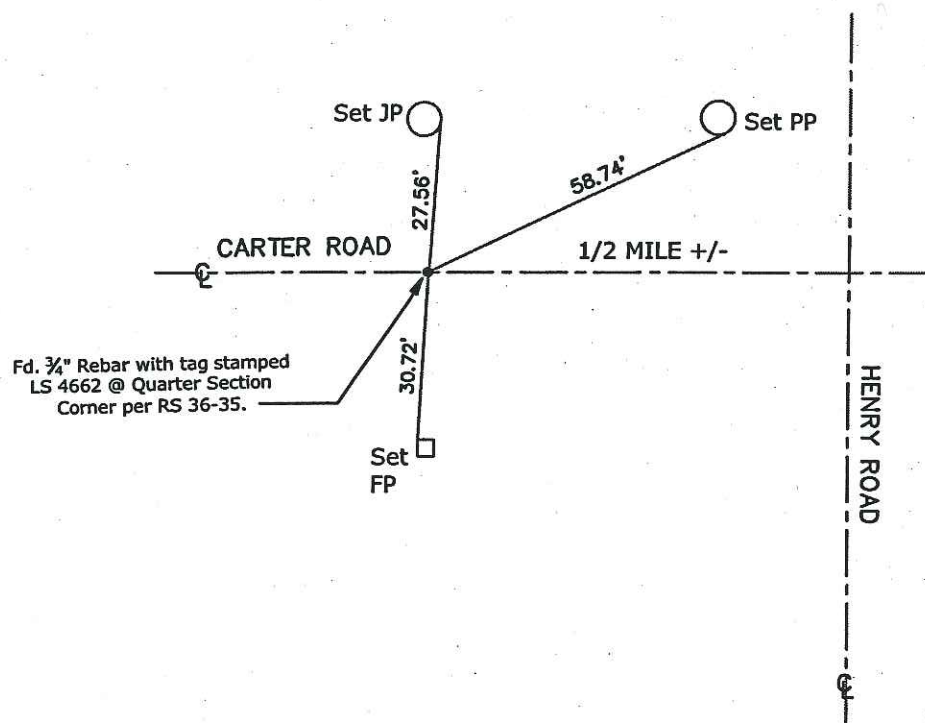 Set JP
Set PP
27.56'
58.74'
CARTER ROAD
1/2 MILE +/-
℄
Fd. ¾" Rebar with tag stamped
LS 4662 @ Quarter Section
Corner per RS 36-35.
30.72'
HENRY ROAD
Set
FP
℄